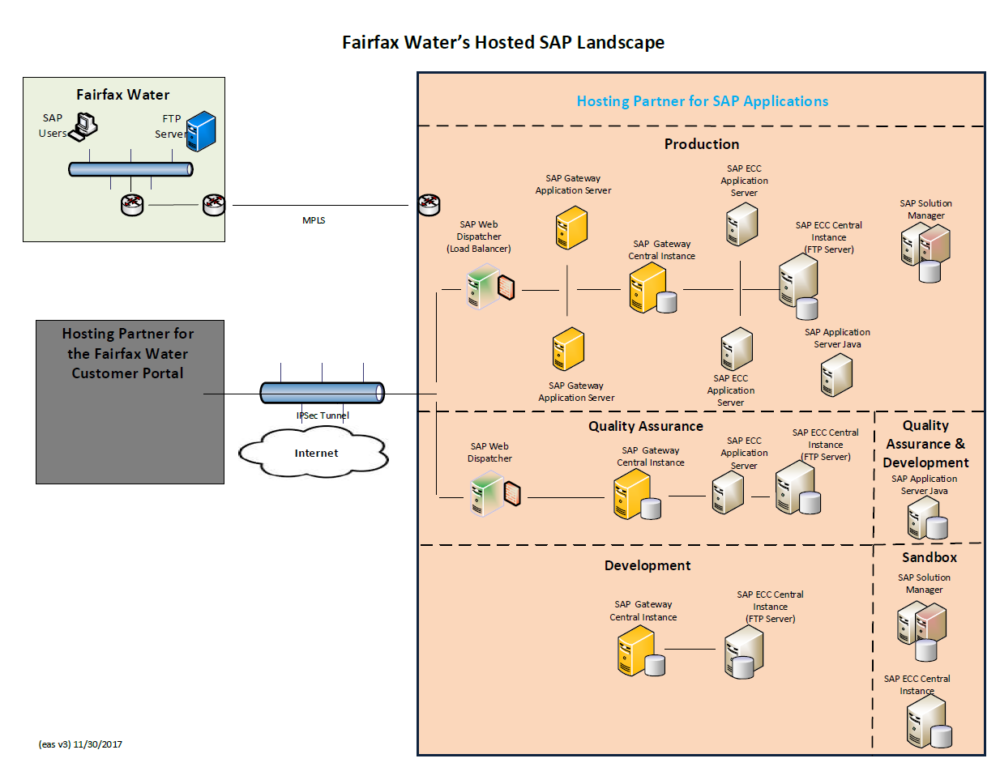 Fairfax Water's Hosted SAP Landscape
Fairfax Water
SAP
Users
FTP
Server
MPLS
Hosting Partner for
the Fairfax Water
Customer Portal
IPSec Tunnel
Internet
Hosting Partner for SAP Applications
Production
SAP Web
Dispatcher
(Load Balancer)
SAP Gateway
Application Server
SAP Gateway
Central Instance
SAP Gateway
Application Server
SAP ECC
Application
Server
SAP ECC
Application
Server
SAP ECC Central
Instance
(FTP Server)
SAP Solution
Manager
SAP Application
Server Java
Quality Assurance
SAP Web
Dispatcher
SAP Gateway
Central Instance
SAP ECC
Application
Server
SAP ECC Central
Instance
(FTP Server)
Quality
Assurance &
Development
SAP Application
Server Java
Development
SAP Gateway
Central Instance
SAP ECC Central
Instance
(FTP Server)
Sandbox
SAP Solution
Manager
SAP ECC Central
Instance
(eas v3) 11/30/2017